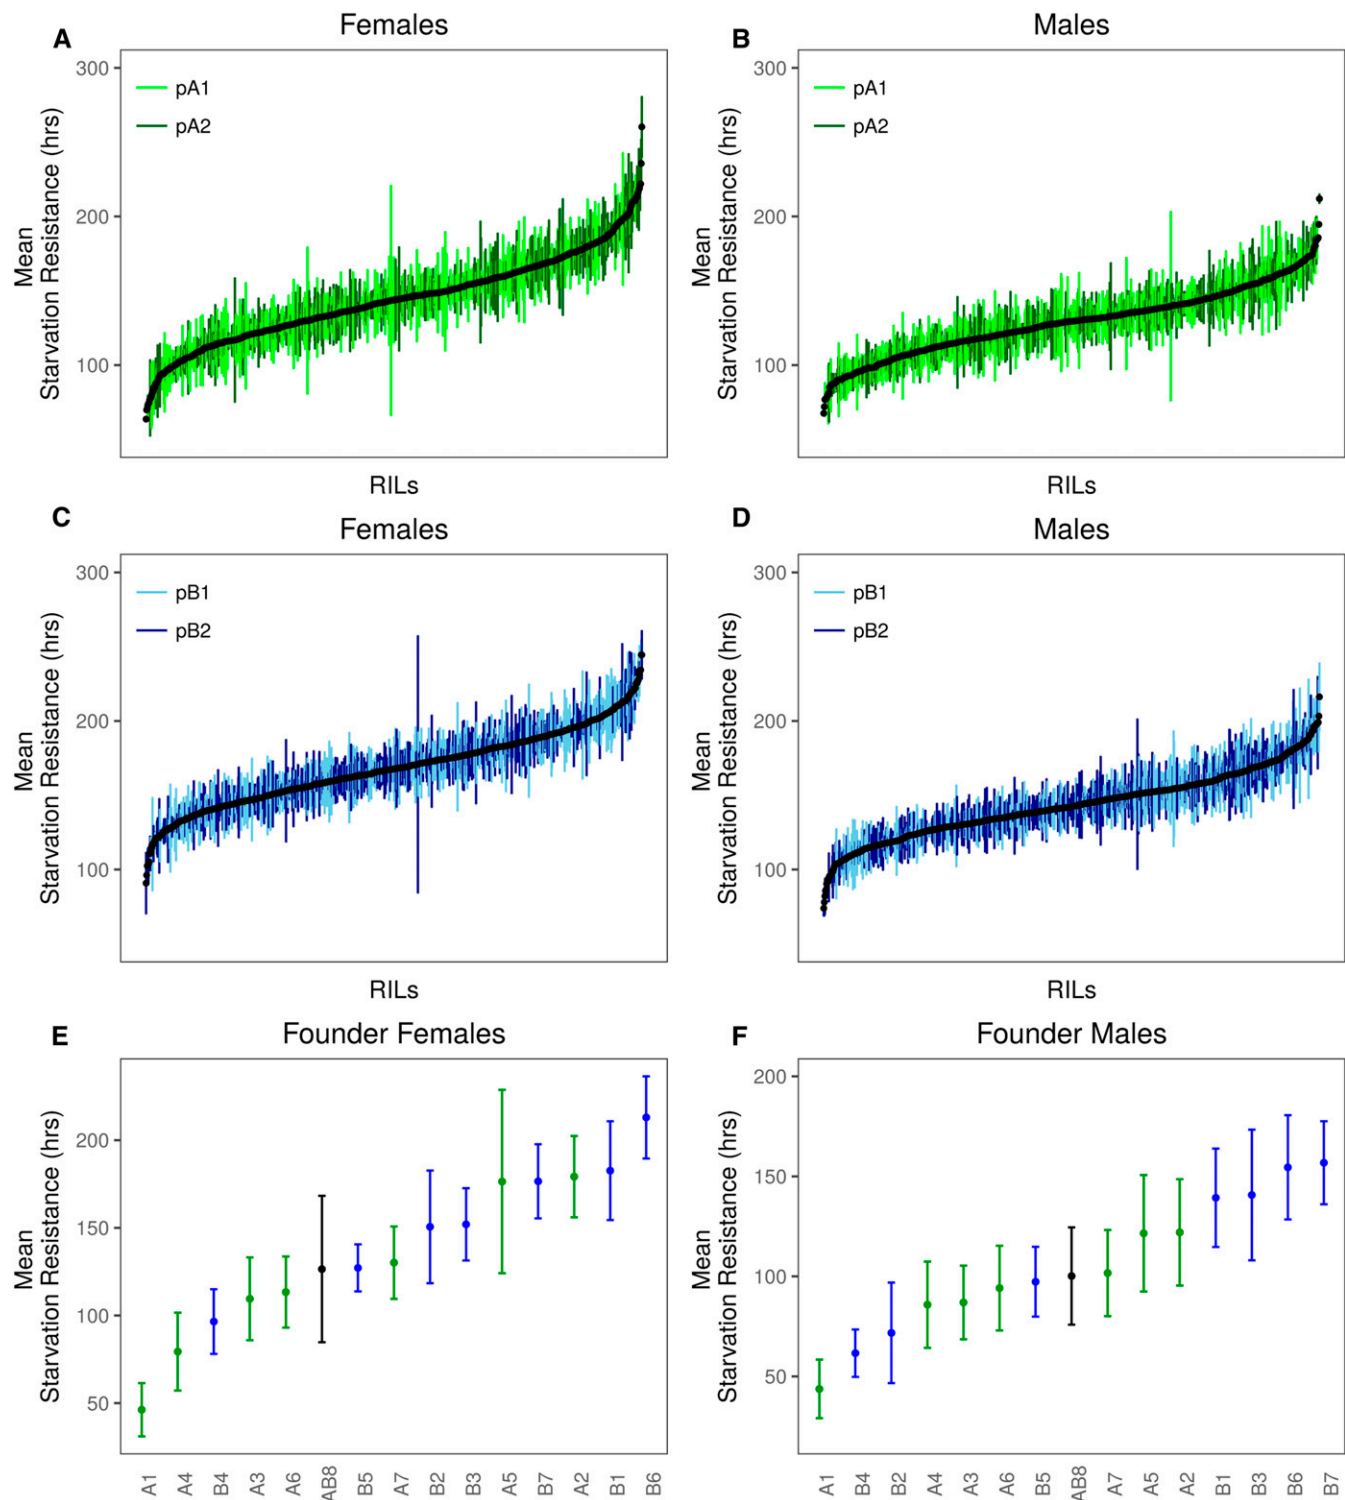 A
Females
B
Males
Mean
Starvation Resistance (hrs)
300
200
100
pA1
pA2
RILs
Mean
Starvation Resistance (hrs)
300
200
100
pA1
pA2
RILs
C
Females
D
Males
Mean
Starvation Resistance (hrs)
300
200
100
pB1
pB2
RILs
Mean
Starvation Resistance (hrs)
300
200
100
pB1
pB2
RILs
E
Founder Females
F
Founder Males
Mean
Starvation Resistance (hrs)
200
150
100
50
A1 A4 B4 A3 A6 AB8 B5 A7 B2 B3 A5 B7 A2 B1 B6
Mean
Starvation Resistance (hrs)
200
150
100
50
A1 B4 B2 A4 A3 A6 B5 AB8 A7 A5 A2 B1 B3 B6 B7